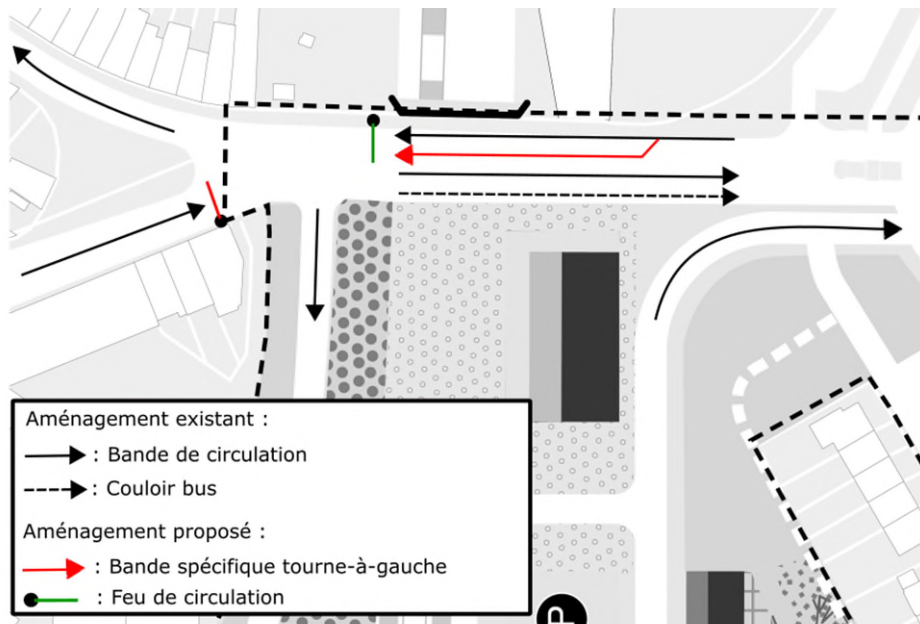 Aménagement existant :
: Bande de circulation
: Couloir bus
Aménagement proposé :
: Bande spécifique tourne-à-gauche
: Feu de circulation
P